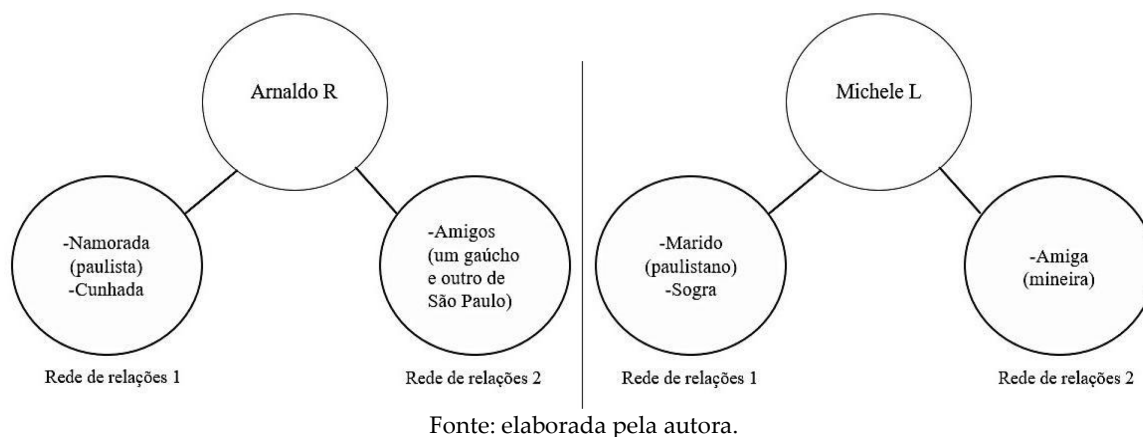 Arnaldo R
-Namorada
(paulista)
-Cunhada
-Amigos
(um gaúcho
e outro de
São Paulo)
Rede de relações 1
Rede de relações 2
Michele L
-Marido
(paulistano)
-Sogra
-Amiga
(mineira)
Rede de relações 1
Rede de relações 2
Fonte: elaborada pela autora.